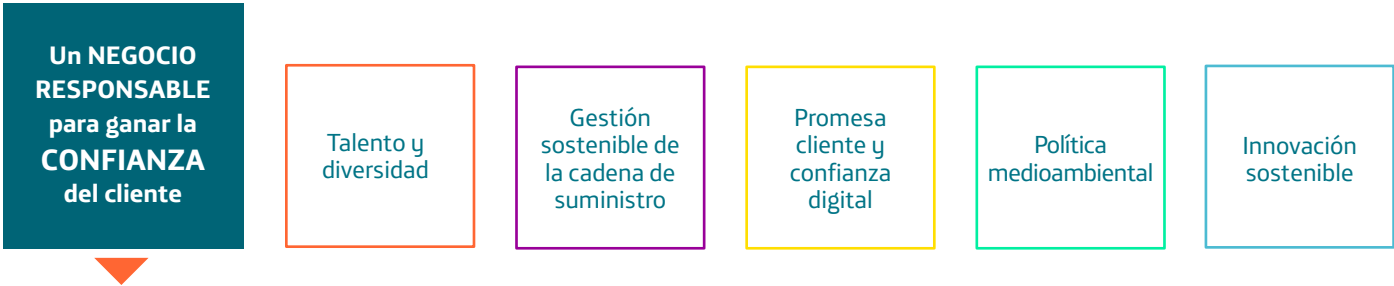 Un NEGOCIO
RESPONSABLE
para ganar la
CONFIANZA
del cliente
Talento y
diversidad
Gestión
sostenible de
la cadena de
suministro
Promesa
cliente y
confianza
digital
Política
medioambiental
Innovación
sostenible